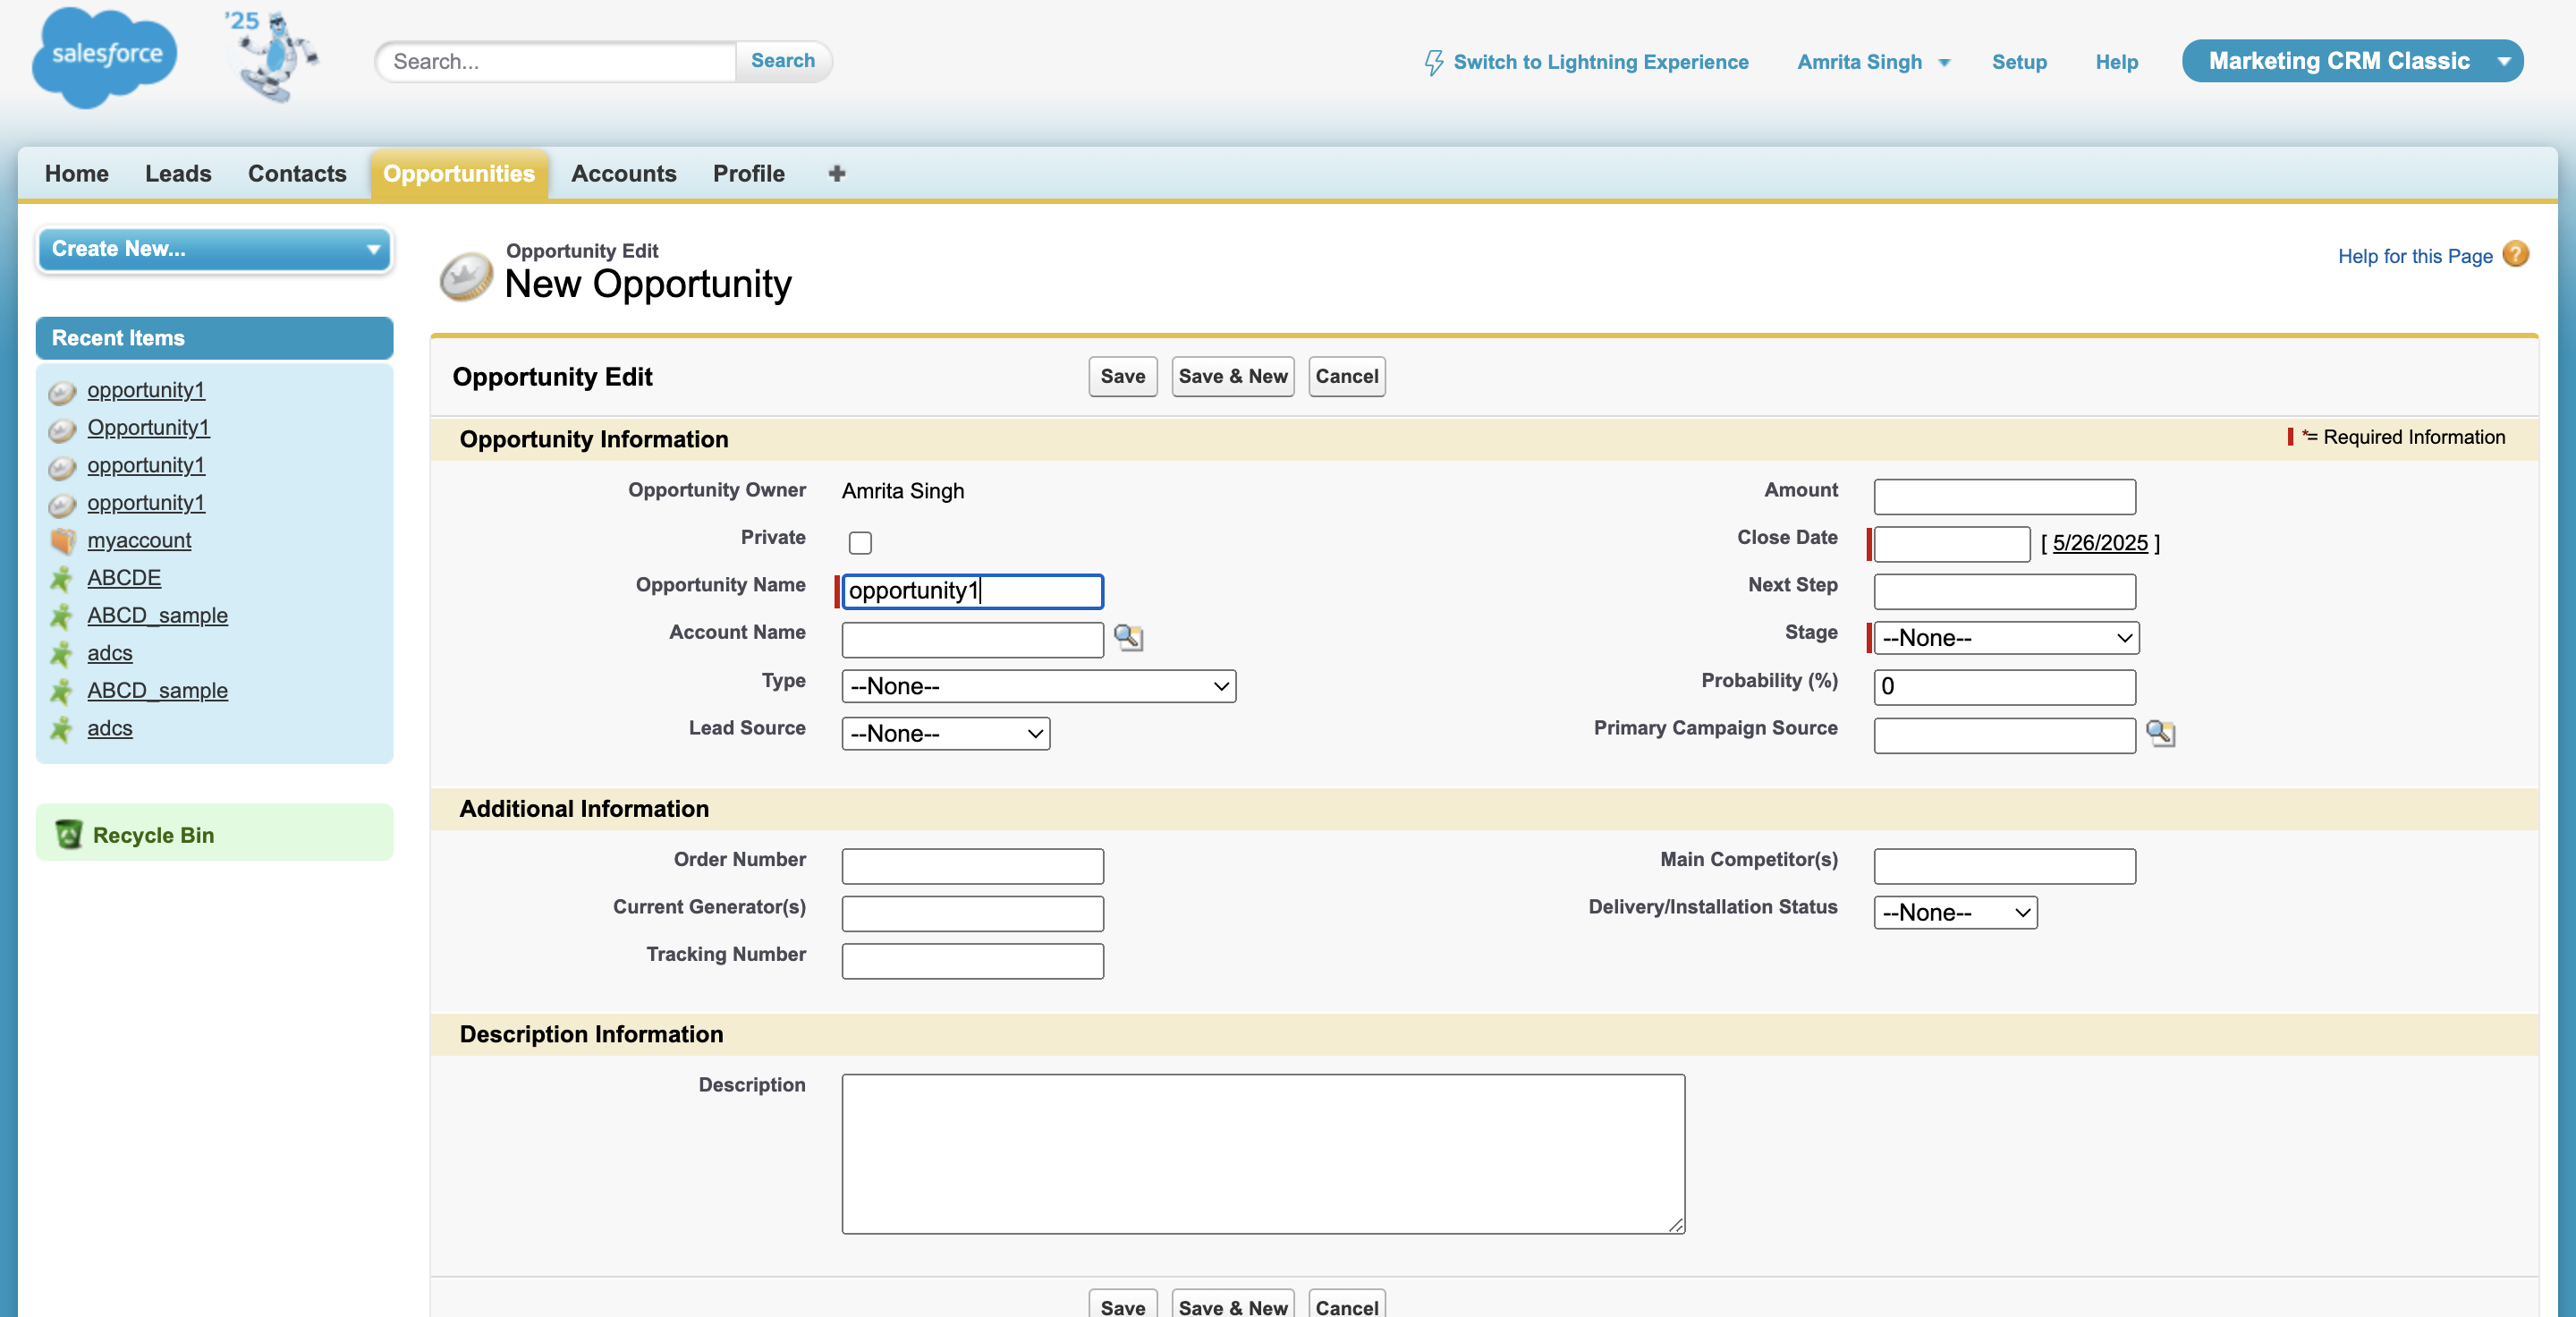 salesforce
'25
Search...
Search
Switch to Lightning Experience
Amrita Singh
Setup
Help
Marketing CRM Classic
Home
Leads
Contacts
Opportunities
Accounts
Profile
Create New...
Recent Items
opportunity1
Opportunity1
opportunity1
opportunity1
myaccount
ABCDE
ABCD_sample
adcs
ABCD_sample
adcs
Recycle Bin
Opportunity Edit
New Opportunity
Help for this Page
Opportunity Edit
Save
Save & New
Cancel
Opportunity Information
*= Required Information
Opportunity Owner
Amrita Singh
Private
Opportunity Name
opportunity1
Account Name
Type
--None--
Lead Source
--None--
Amount
Close Date
[ 5/26/2025 ]
Next Step
Stage
--None--
Probability (%)
0
Primary Campaign Source
Additional Information
Order Number
Current Generator(s)
Tracking Number
Main Competitor(s)
Delivery/Installation Status
--None--
Description Information
Description
Save
Save & New
Cancel